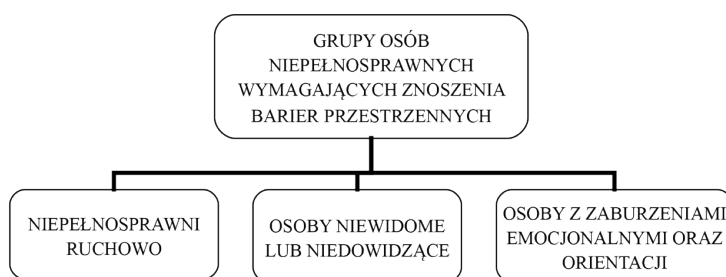 GRUPY OSÓB
NIEPEŁNOSPRAWNYCH
WYMAGAJĄCYCH ZNOSZENIA
BARIER PRZESTRZENNYCH
NIEPEŁNOSPRAWNI
RUCHOWO
OSOBY NIEWIDOME
LUB NIEDOWIDZĄCE
OSOBY Z ZABURZENIAMI
EMOCJONALNYMI ORAZ
ORIENTACJI